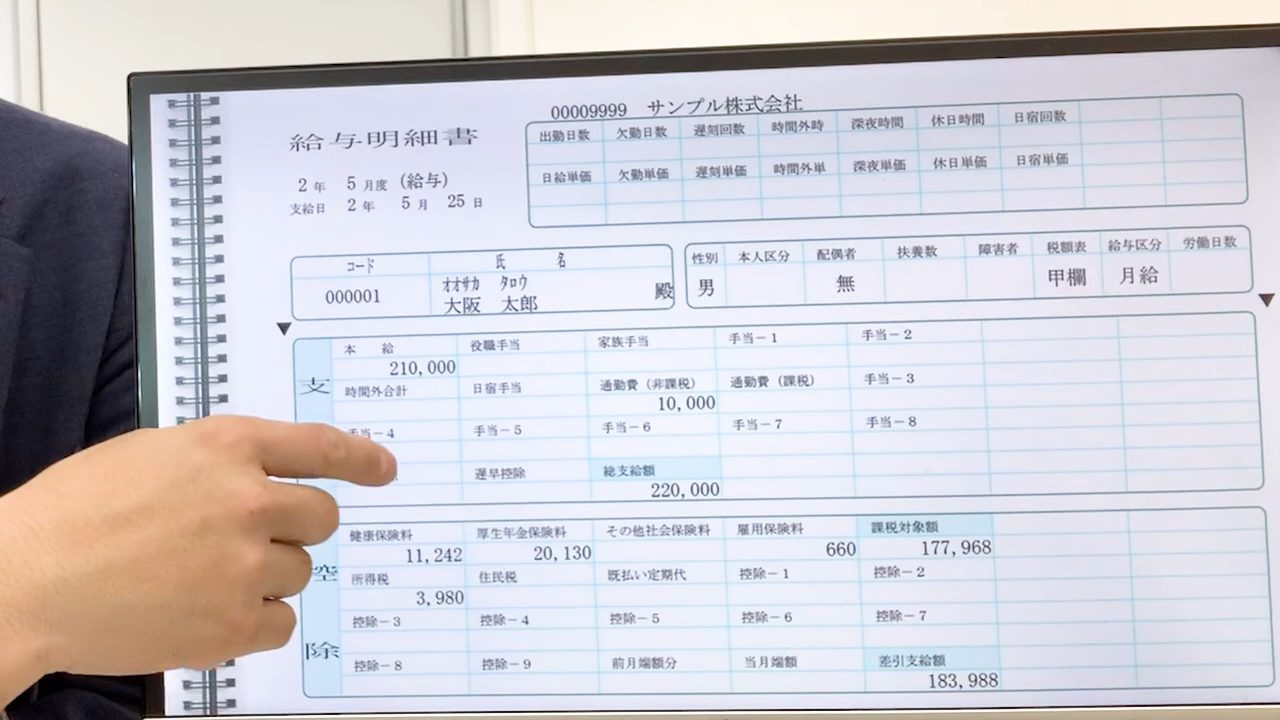 00009999 サンプル株式会社
給与明細書
2年 5月度 (給与)
支給日 2年 5月 25日
出勤日数 欠勤日数 遅刻回数 時間外時 深夜時間 休日時間 日宿回数
日給単価 欠勤単価 遅刻単価 時間外単 深夜単価 休日単価 日宿単価
コード 氏名
000001 オオサカ タロウ
大阪 太郎 殿
性別 本人区分 配偶者 扶養数 障害者 税額表 給与区分 労働日数
男 無 甲欄 月給
支
本給 役職手当 家族手当 手当-1 手当-2
210,000
時間外合計 日宿手当 通勤費(非課税) 通勤費(課税) 手当-3
10,000
手当-4 手当-5 手当-6 手当-7 手当-8
遅早控除 総支給額
220,000
控除
健康保険料 厚生年金保険料 その他社会保険料 雇用保険料 課税対象額
11,242 20,130 660 177,968
所得税 住民税 既払い定期代 控除-1 控除-2
3,980
控除-3 控除-4 控除-5 控除-6 控除-7
控除-8 控除-9 前月端額分 当月端額 差引支給額
183,988